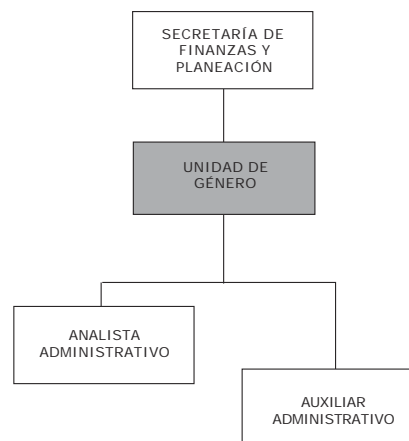 SECRETARÍA DE
FINANZAS Y
PLANEACIÓN
UNIDAD DE
GÉNERO
ANALISTA
ADMINISTRATIVO
AUXILIAR
ADMINISTRATIVO